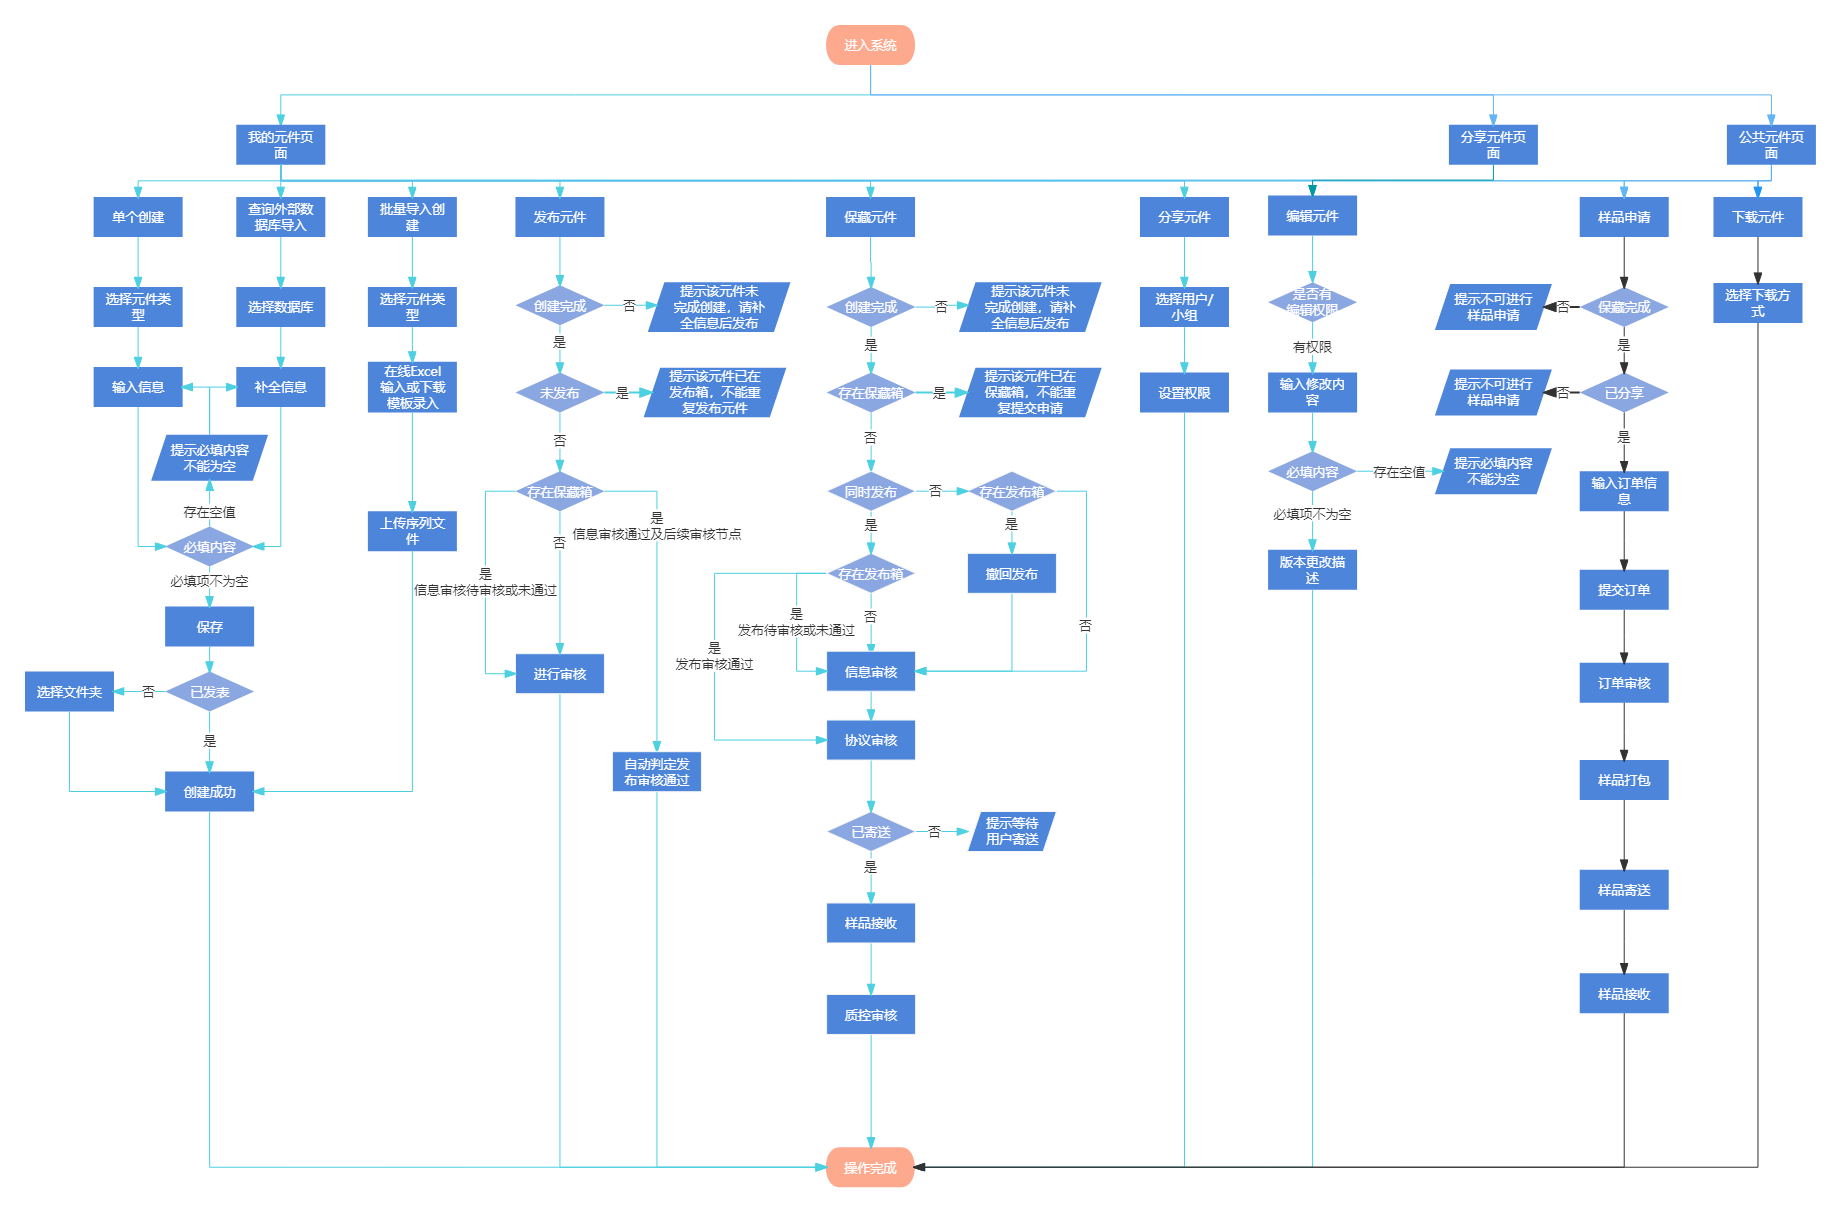 进入系统
我的元件页
面
分享元件页
面
公共元件页
面
单个创建
查询外部数
据库导入
批量导入创
建
发布元件
保藏元件
分享元件
编辑元件
样品申请
下载元件
选择元件类
型
选择数据库
选择元件类
型
创建完成
否
提示该元件未
完成创建，请补
全信息后发布
创建完成
否
提示该元件未
完成创建，请补
全信息后发布
选择用户/
小组
是否有
编辑权限
提示不可进行
样品申请
否
保藏完成
选择下载方
式
是
是
有权限
是
输入信息
补全信息
在线Excel
输入或下载
模板录入
未发布
是
提示该元件已在
发布箱，不能重
复发布元件
存在保藏箱
是
提示该元件已在
保藏箱，不能重
复提交申请
设置权限
输入修改内
容
提示不可进行
样品申请
否
已分享
否
否
是
提示必填内容
不能为空
存在空值
必填内容
必填项不为空
上传序列文
件
存在保藏箱
是
信息审核通过及后续审核节点
否
是
信息审核待审核或未通过
同时发布
否
存在发布箱
是
是
存在发布箱
撤回发布
是
发布待审核或未通过
否
否
是
发布审核通过
必填内容
存在空值
提示必填内容
不能为空
必填项不为空
版本更改描
述
输入订单信
息
提交订单
保存
选择文件夹
否
已发表
是
创建成功
进行审核
自动判定发
布审核通过
信息审核
协议审核
已寄送
否
提示等待
用户寄送
是
样品接收
质控审核
订单审核
样品打包
样品寄送
样品接收
操作完成